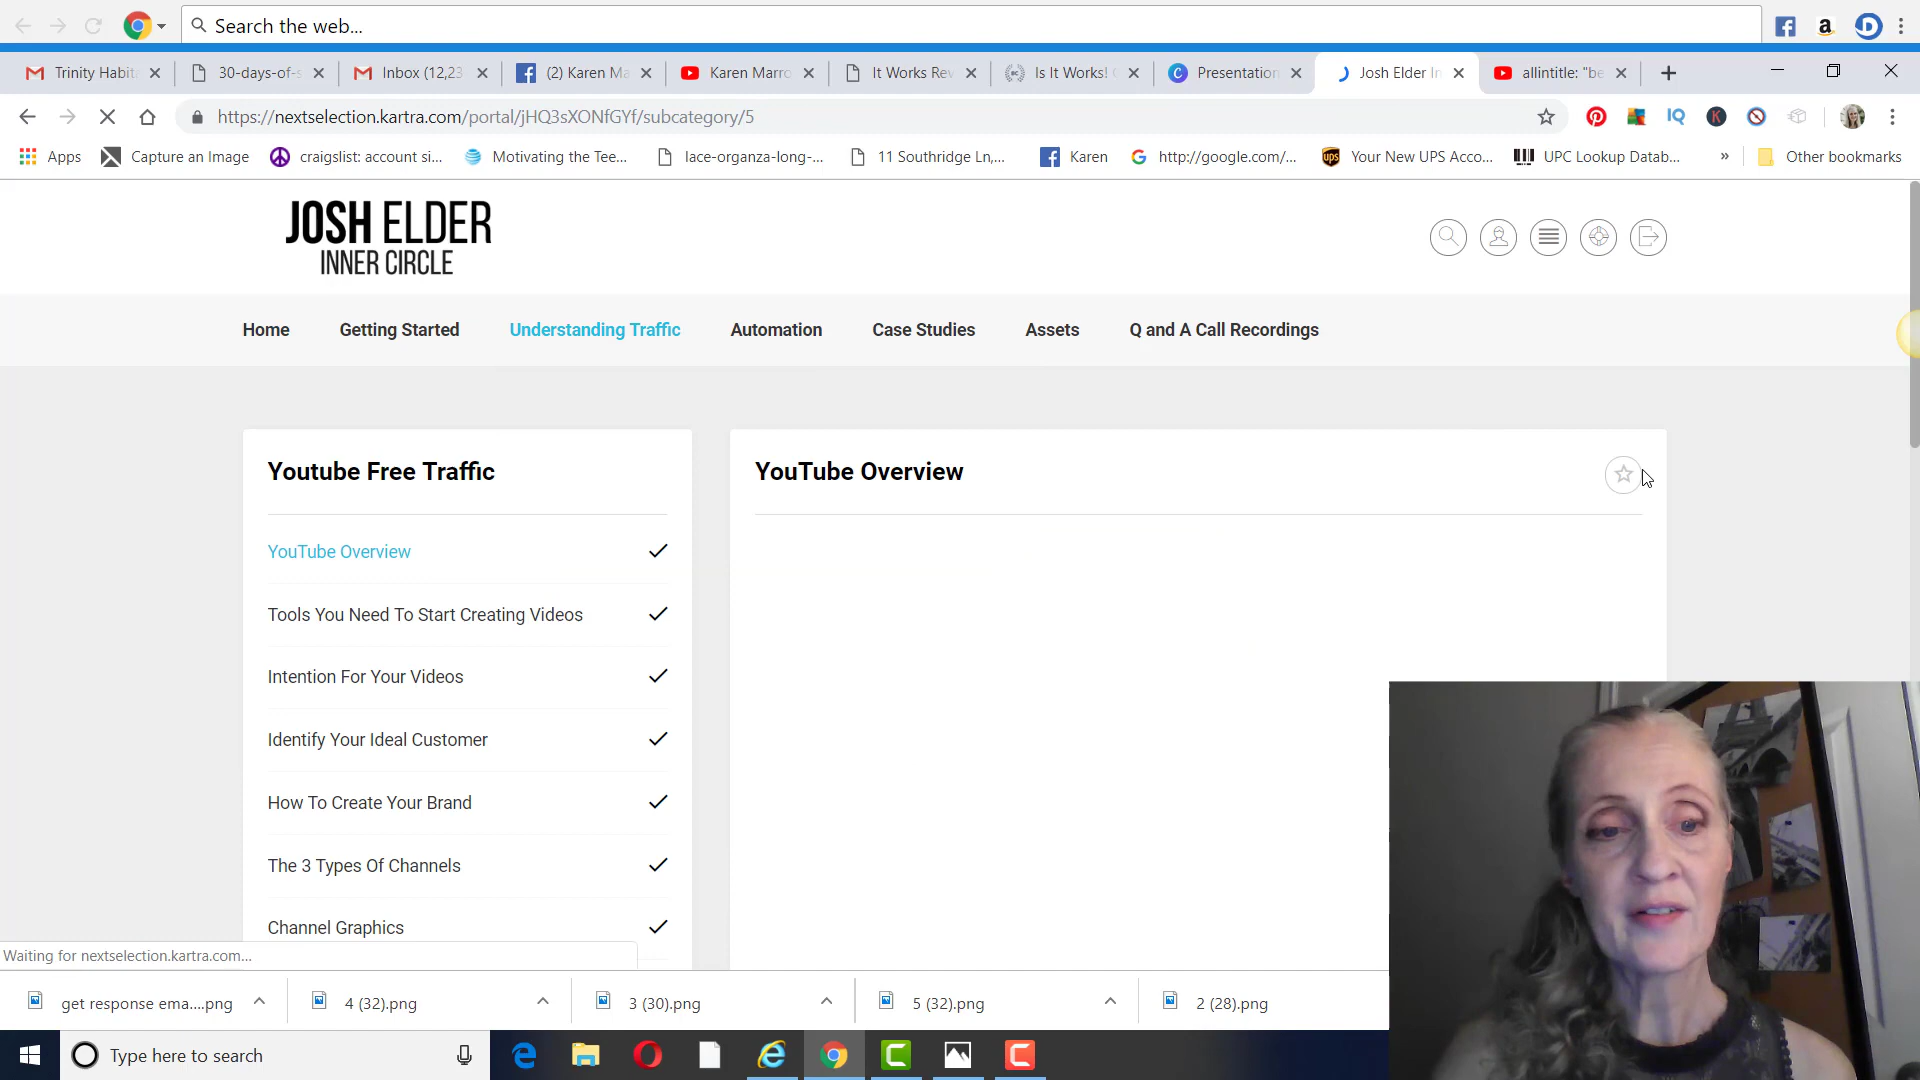 Search the web...
Trinity Habit
30-days-of-s
Inbox (12,23
(2) Karen Ma
Karen Marro
It Works Rev
Is It Works! C
Presentation
Josh Elder In
allintitle: "be
https://nextselection.kartra.com/portal/jHQ3sXONfGYf/subcategory/5
Apps
Capture an Image
craigslist: account si...
Motivating the Tee...
lace-organza-long-...
11 Southridge Ln,...
Karen
http://google.com/...
Your New UPS Acco...
UPC Lookup Datab...
»
Other bookmarks
JOSH ELDER
INNER CIRCLE
Home
Getting Started
Understanding Traffic
Automation
Case Studies
Assets
Q and A Call Recordings
Youtube Free Traffic
YouTube Overview
Tools You Need To Start Creating Videos
Intention For Your Videos
Identify Your Ideal Customer
How To Create Your Brand
The 3 Types Of Channels
Channel Graphics
YouTube Overview
Waiting for nextselection.kartra.com...
get response ema....png
4 (32).png
3 (30).png
5 (32).png
2 (28).png
Type here to search